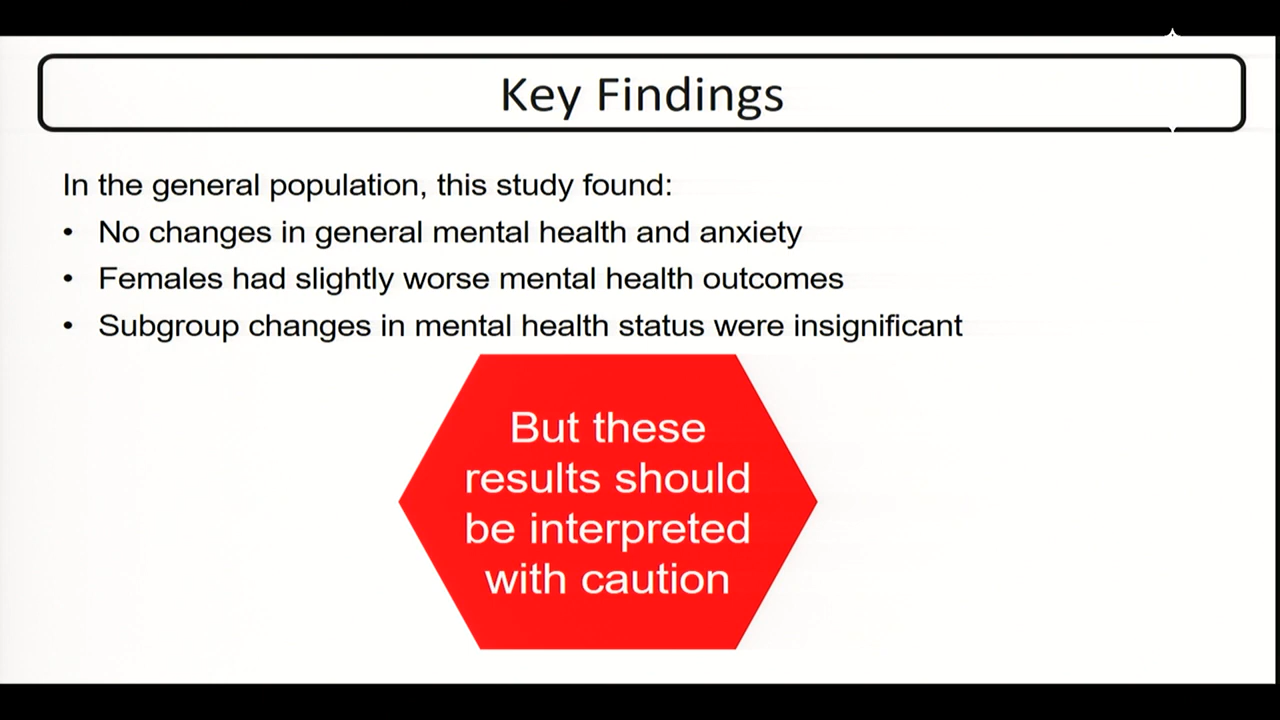 Key Findings
In the general population, this study found:
• No changes in general mental health and anxiety
• Females had slightly worse mental health outcomes
• Subgroup changes in mental health status were insignificant
But these
results should
be interpreted
with caution